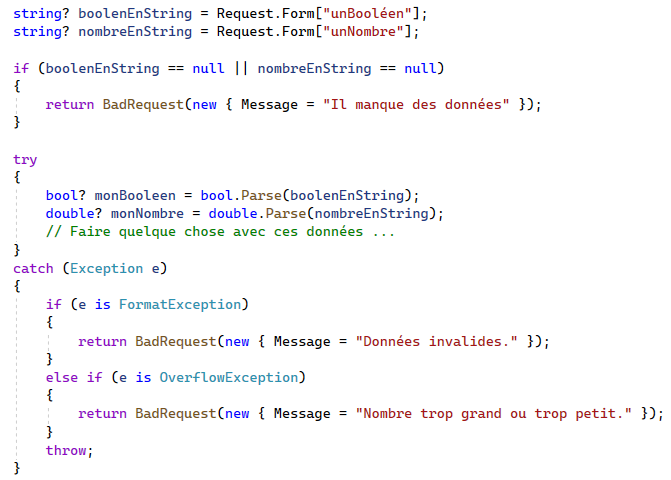 string? boolenEnString = Request.Form["unBooléen"];
string? nombreEnString = Request.Form["unNombre"];

if (boolenEnString == null || nombreEnString == null)
{
    return BadRequest(new { Message = "Il manque des données" });
}

try
{
    bool? monBooleen = bool.Parse(boolenEnString);
    double? monNombre = double.Parse(nombreEnString);
    // Faire quelque chose avec ces données ...
}
catch (Exception e)
{
    if (e is FormatException)
    {
        return BadRequest(new { Message = "Données invalides." });
    }
    else if (e is OverflowException)
    {
        return BadRequest(new { Message = "Nombre trop grand ou trop petit." });
    }
    throw;
}